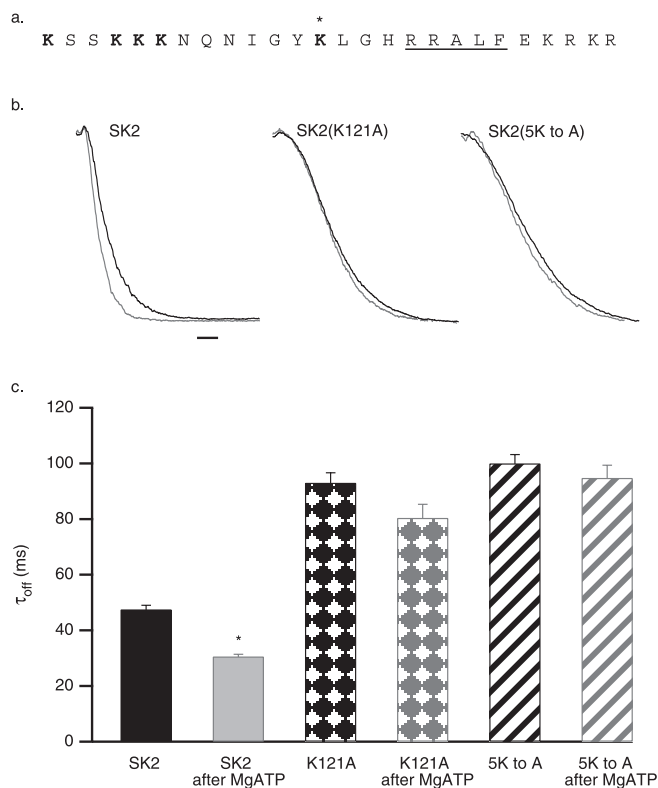 a.
*
K S S K K K N Q N I G Y K L G H R R A L F E K R K R
b.
SK2 SK2(K121A) SK2(5K to A)
c.
120
100
80
60
40
20
0
τoff (ms)
*
SK2 SK2 after MgATP K121A K121A after MgATP 5K to A 5K to A after MgATP